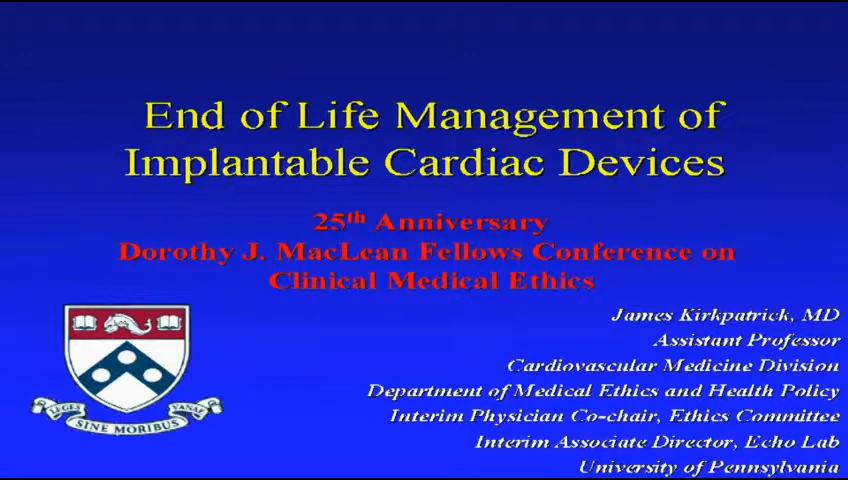 End of Life Management of
Implantable Cardiac Devices
25th Anniversary
Dorothy J. MacLean Fellows Conference on
Clinical Medical Ethics
James Kirkpatrick, MD
Assistant Professor
Cardiovascular Medicine Division
Department of Medical Ethics and Health Policy
Interim Physician Co-chair, Ethics Committee
Interim Associate Director, Echo Lab
University of Pennsylvania
LEGES SINE MORIBUS VANAE